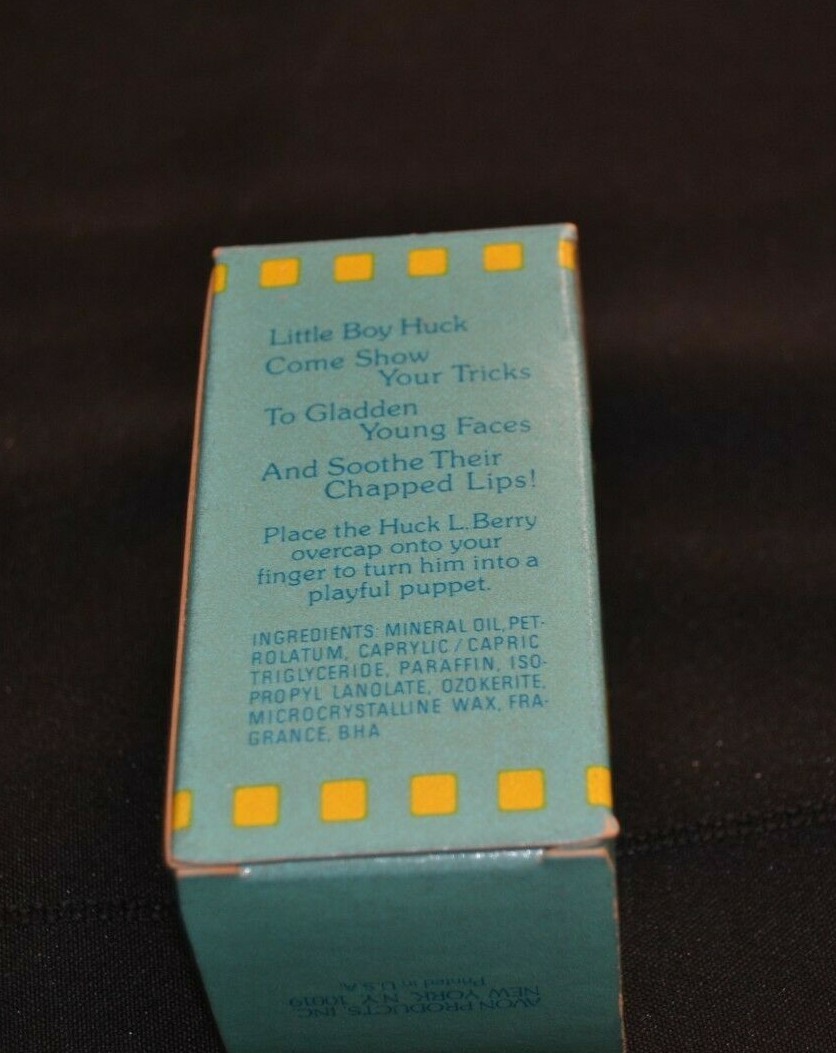 Little Boy Huck
Come Show
Your Tricks
To Gladden
Young Faces
And Soothe Their
Chapped Lips!
Place the Huck L. Berry
overcap onto your
finger to turn him into a
playful puppet.
INGREDIENTS: MINERAL OIL, PET-
ROLATUM, CAPRYLIC / CAPRIC
TRIGLYCERIDE, PARAFFIN, ISO-
PROPYL LANOLATE, OZOKERITE,
MICROCRYSTALLINE WAX, FRA-
GRANCE, BHA
AVON PRODUCTS, INC.
NEW YORK, N.Y. 10019
Printed in U.S.A.